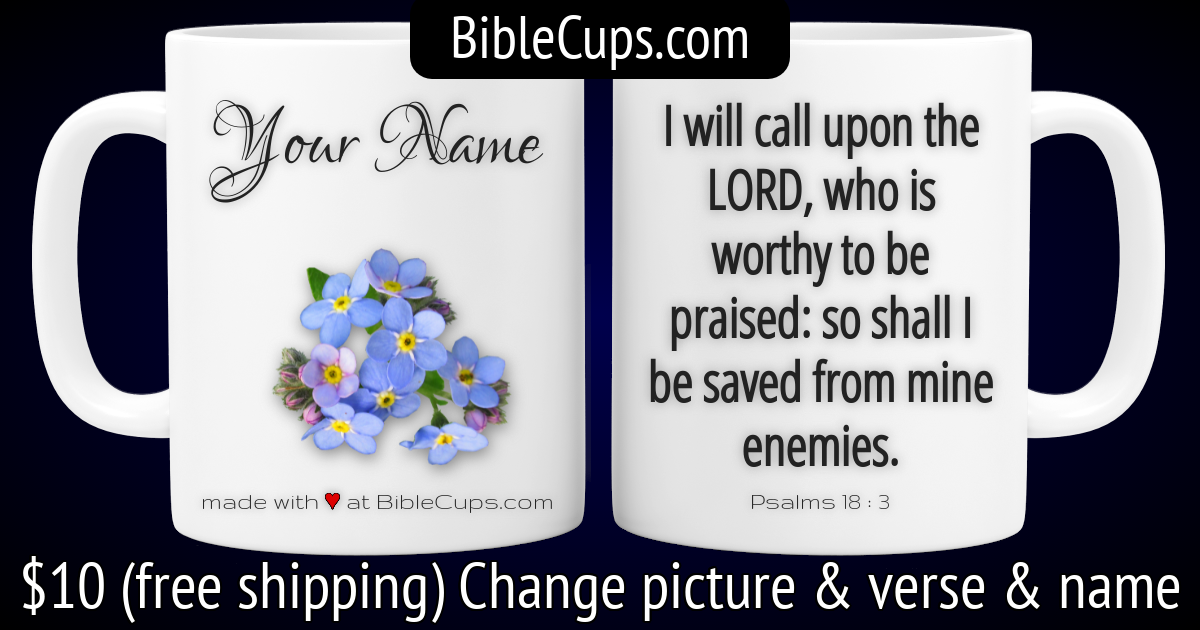 BibleCups.com
Your Name
made with ♥ at BibleCups.com
I will call upon the
LORD, who is
worthy to be
praised: so shall I
be saved from mine
enemies.
Psalms 18 : 3
$10 (free shipping) Change picture & verse & name